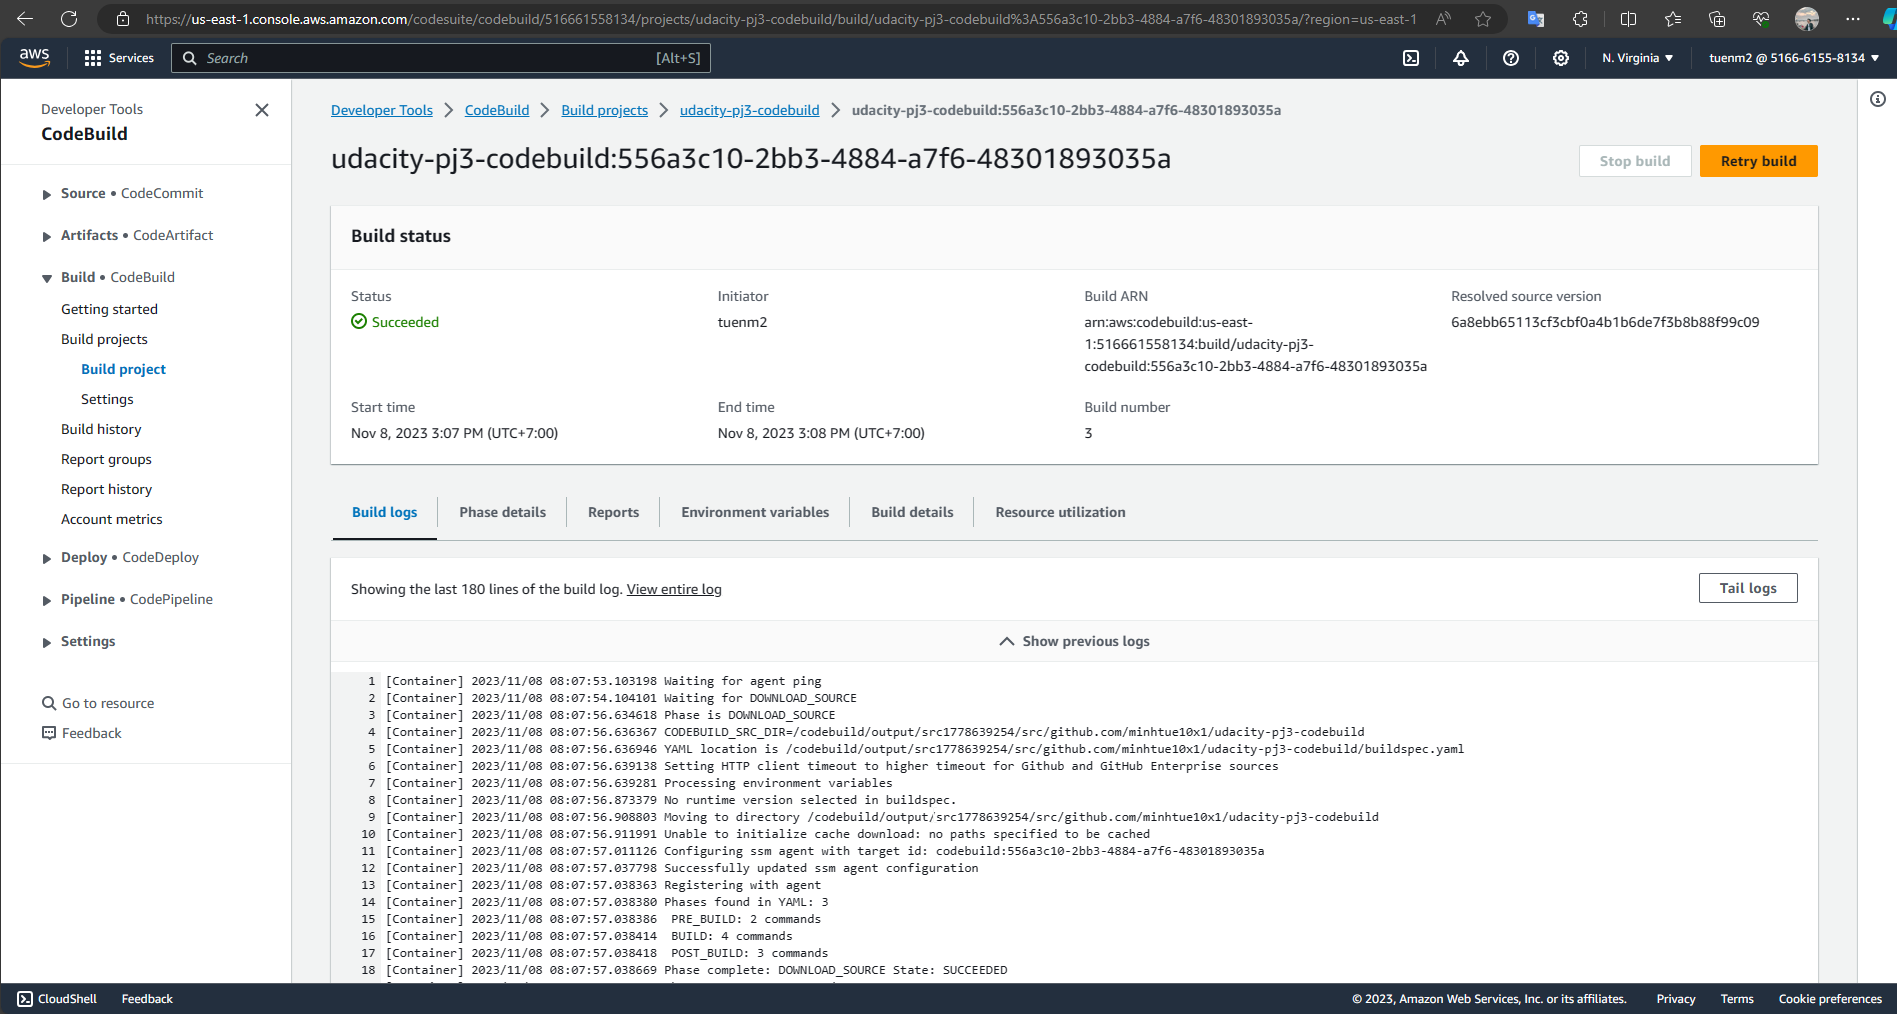 https://us-east-1.console.aws.amazon.com/codesuite/codebuild/516661558134/projects/udacity-pj3-codebuild/build/udacity-pj3-codebuild%3A556a3c10-2bb3-4884-a7f6-48301893035a/?region=us-east-1
aws Services Search [Alt+S] N. Virginia tuenm2 @ 5166-6155-8134
Developer Tools
CodeBuild
Source • CodeCommit
Artifacts • CodeArtifact
Build • CodeBuild
Getting started
Build projects
Build project
Settings
Build history
Report groups
Report history
Account metrics
Deploy • CodeDeploy
Pipeline • CodePipeline
Settings
Go to resource
Feedback
Developer Tools CodeBuild Build projects udacity-pj3-codebuild udacity-pj3-codebuild:556a3c10-2bb3-4884-a7f6-48301893035a
udacity-pj3-codebuild:556a3c10-2bb3-4884-a7f6-48301893035a
Stop build Retry build
Build status
Status
Succeeded
Initiator
tuenm2
Build ARN
arn:aws:codebuild:us-east-
1:516661558134:build/udacity-pj3-
codebuild:556a3c10-2bb3-4884-a7f6-48301893035a
Resolved source version
6a8ebb65113cf3cbf0a4b1b6de7f3b8b88f99c09
Start time
Nov 8, 2023 3:07 PM (UTC+7:00)
End time
Nov 8, 2023 3:08 PM (UTC+7:00)
Build number
3
Build logs Phase details Reports Environment variables Build details Resource utilization
Showing the last 180 lines of the build log. View entire log
Tail logs
Show previous logs
1 [Container] 2023/11/08 08:07:53.103198 Waiting for agent ping
2 [Container] 2023/11/08 08:07:54.104101 Waiting for DOWNLOAD_SOURCE
3 [Container] 2023/11/08 08:07:56.634618 Phase is DOWNLOAD_SOURCE
4 [Container] 2023/11/08 08:07:56.636367 CODEBUILD_SRC_DIR=/codebuild/output/src1778639254/src/github.com/minhtue10x1/udacity-pj3-codebuild
5 [Container] 2023/11/08 08:07:56.636946 YAML location is /codebuild/output/src1778639254/src/github.com/minhtue10x1/udacity-pj3-codebuild/buildspec.yaml
6 [Container] 2023/11/08 08:07:56.639138 Setting HTTP client timeout to higher timeout for Github and GitHub Enterprise sources
7 [Container] 2023/11/08 08:07:56.639281 Processing environment variables
8 [Container] 2023/11/08 08:07:56.873379 No runtime version selected in buildspec.
9 [Container] 2023/11/08 08:07:56.908803 Moving to directory /codebuild/output/src1778639254/src/github.com/minhtue10x1/udacity-pj3-codebuild
10 [Container] 2023/11/08 08:07:56.911991 Unable to initialize cache download: no paths specified to be cached
11 [Container] 2023/11/08 08:07:57.011126 Configuring ssm agent with target id: codebuild:556a3c10-2bb3-4884-a7f6-48301893035a
12 [Container] 2023/11/08 08:07:57.037798 Successfully updated ssm agent configuration
13 [Container] 2023/11/08 08:07:57.038363 Registering with agent
14 [Container] 2023/11/08 08:07:57.038380 Phases found in YAML: 3
15 [Container] 2023/11/08 08:07:57.038386 PRE_BUILD: 2 commands
16 [Container] 2023/11/08 08:07:57.038414 BUILD: 4 commands
17 [Container] 2023/11/08 08:07:57.038418 POST_BUILD: 3 commands
18 [Container] 2023/11/08 08:07:57.038669 Phase complete: DOWNLOAD_SOURCE State: SUCCEEDED
CloudShell Feedback © 2023, Amazon Web Services, Inc. or its affiliates. Privacy Terms Cookie preferences